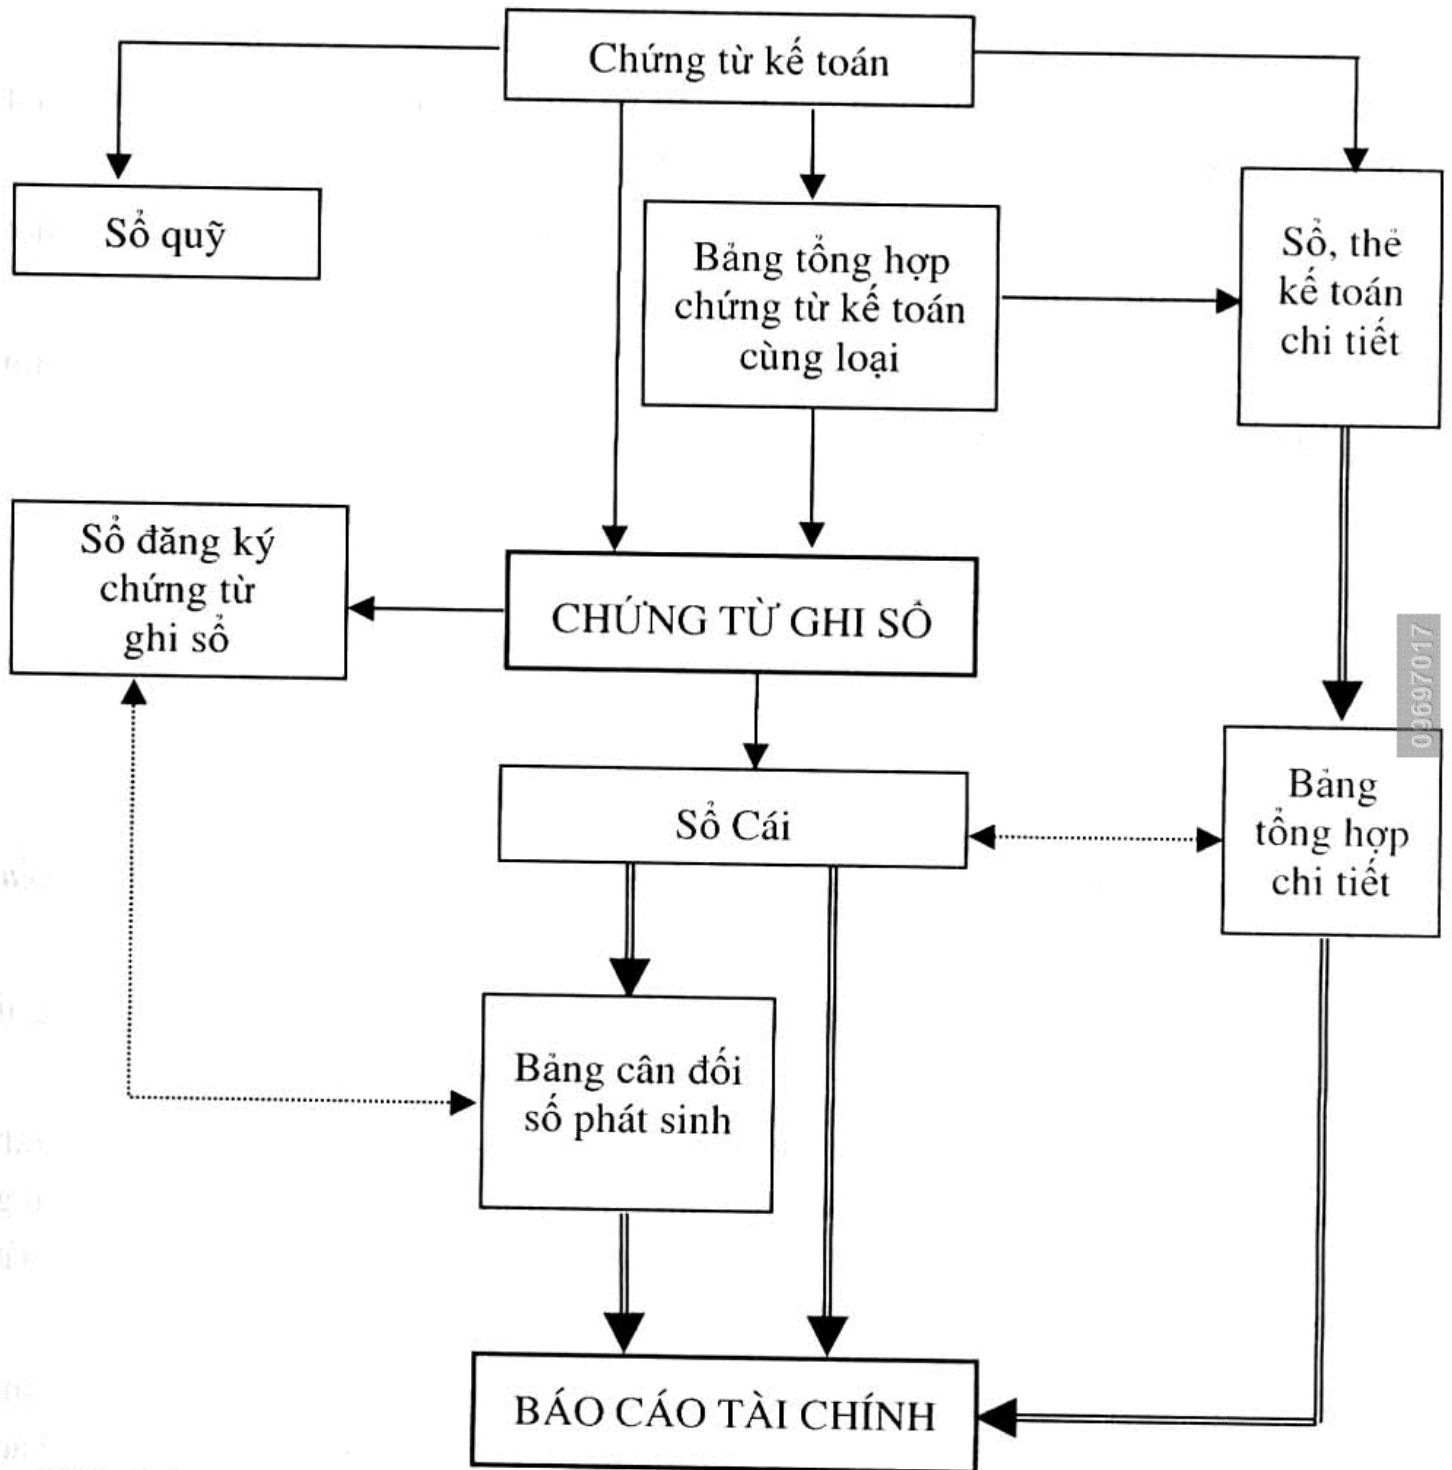 Chứng từ kế toán
Sổ quỹ
Bảng tổng hợp
chứng từ kế toán
cùng loại
Sổ, thẻ
kế toán
chi tiết
Sổ đăng ký
chứng từ
ghi sổ
CHỨNG TỪ GHI SỔ
09697017
Sổ Cái
Bảng
tổng hợp
chi tiết
Bảng cân đối
số phát sinh
BÁO CÁO TÀI CHÍNH